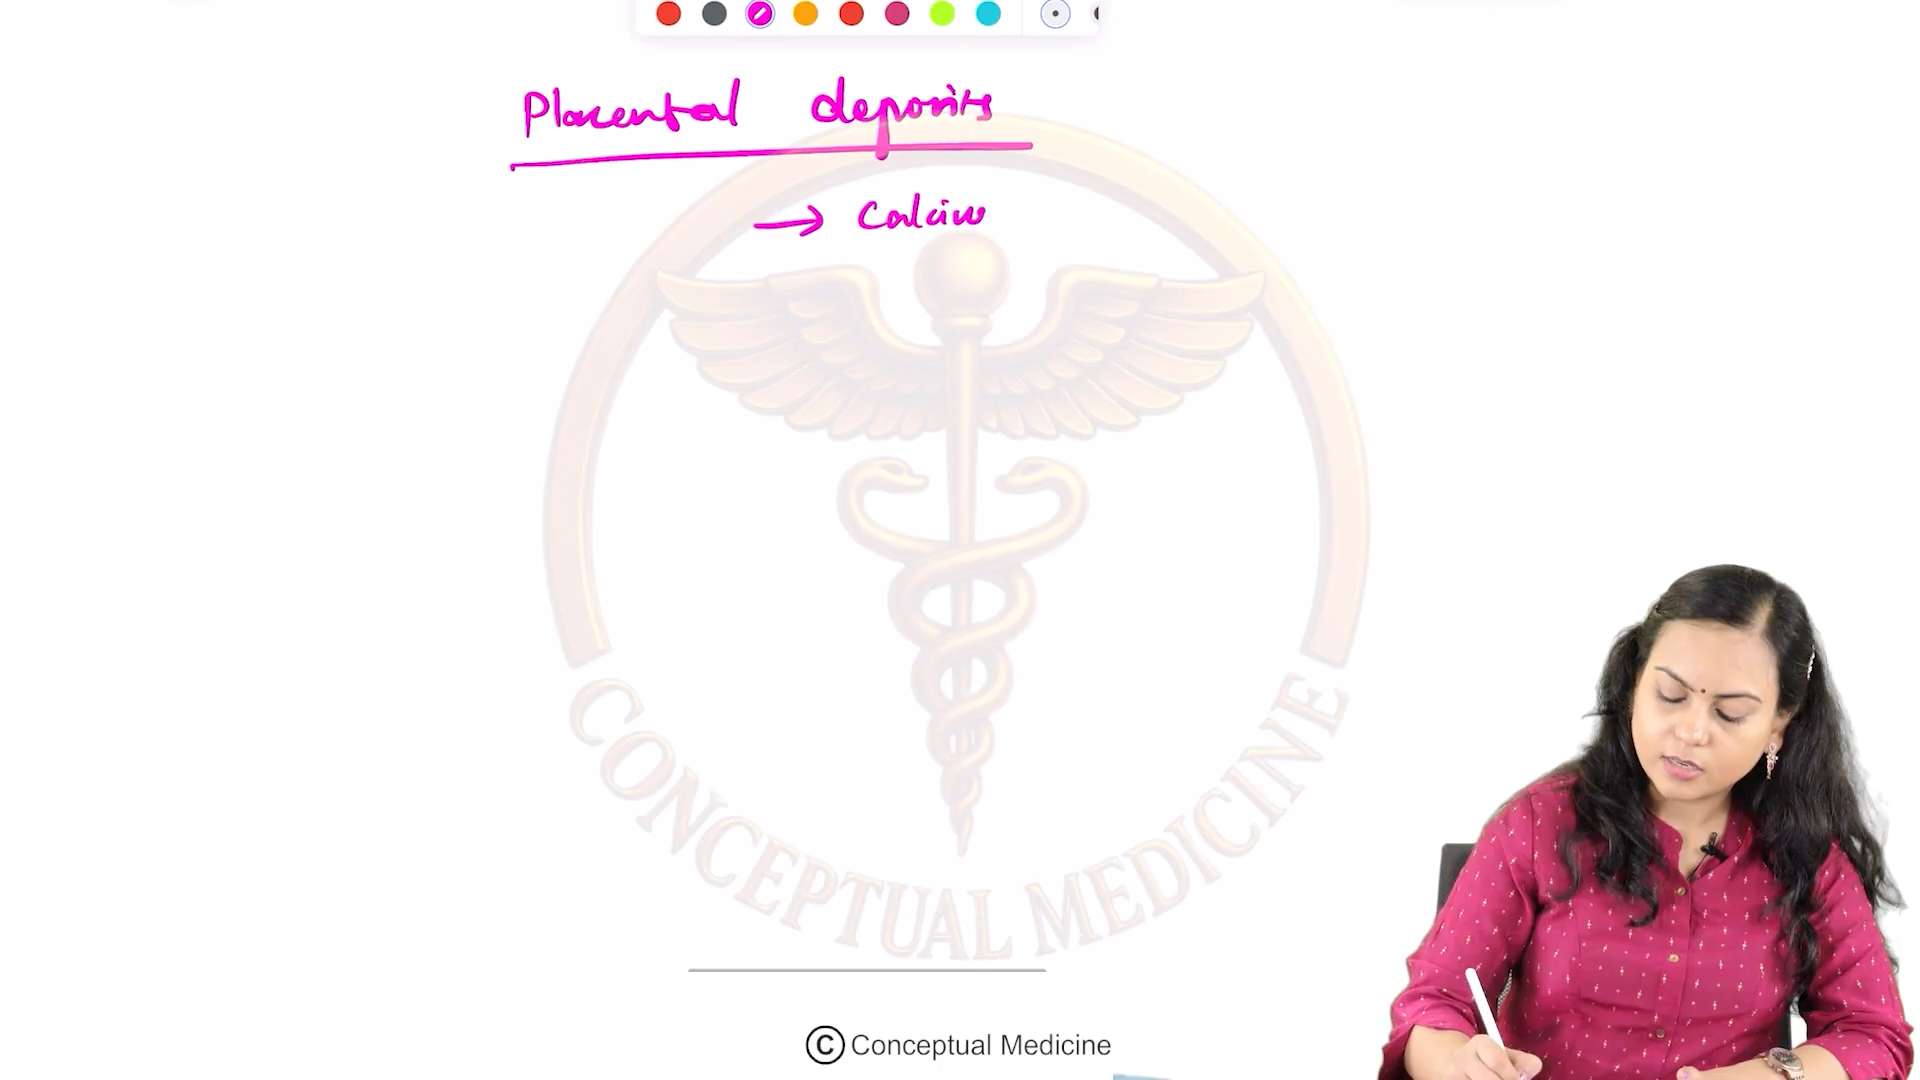 Placental deposits
→ Calciu
CONCEPTUAL MEDICINE
© Conceptual Medicine